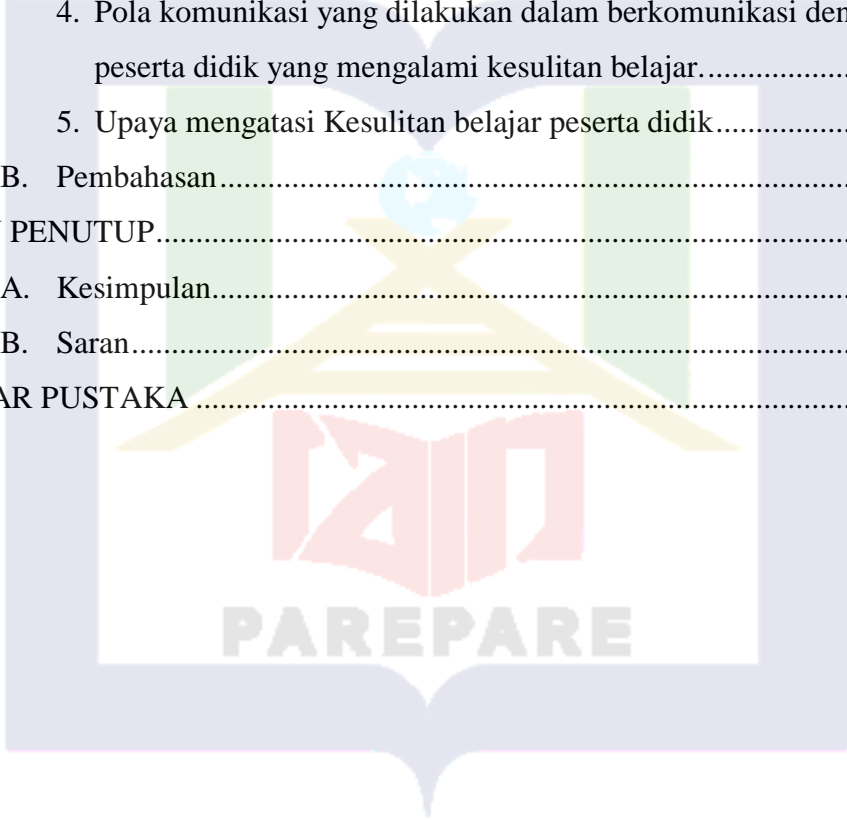 4. Pola komunikasi yang dilakukan dalam berkomunikasi den
peserta didik yang mengalami kesulitan belajar...................
5. Upaya mengatasi Kesulitan belajar peserta didik..................
B. Pembahasan..................................................................................
PENUTUP..........................................................................................
A. Kesimpulan...................................................................................
B. Saran..............................................................................................
AR PUSTAKA .....................................................................................
iain
PAREPARE